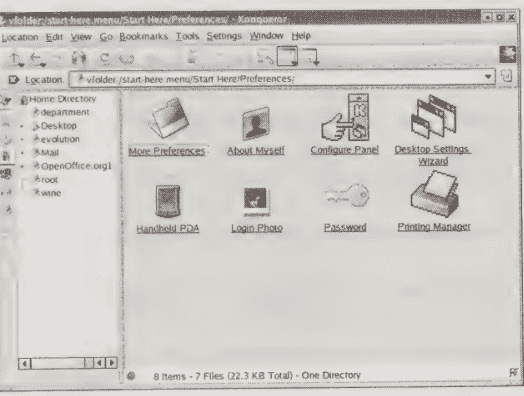 vfolder:/start-here.menu/Start Here/Preferences/ - Konqueror
Location Edit View Go Bookmarks Tools Settings Window Help
Location: vfolder:/start-here.menu/Start Here/Preferences/
Home Directory
department
Desktop
evolution
Mail
OpenOffice.org1
root
wine
More Preferences
About Myself
Configure Panel
Desktop Settings
Wizard
Handheld PDA
Login Photo
Password
Printing Manager
8 Items - 7 Files (22.3 KB Total) - One Directory